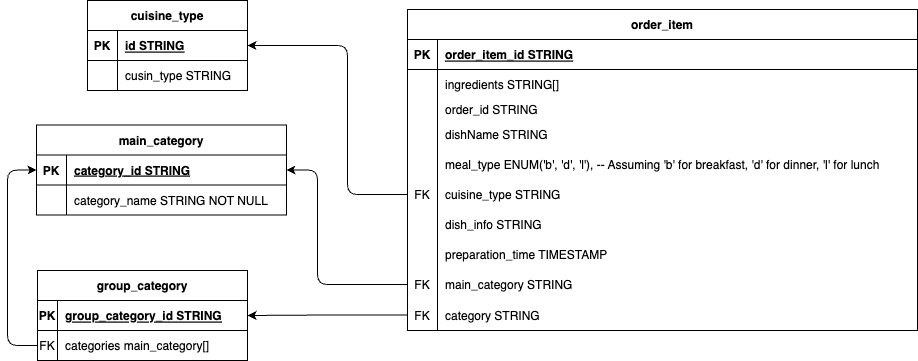 cuisine_type
PK id STRING
cusin_type STRING
main_category
PK category_id STRING
category_name STRING NOT NULL
group_category
PK group_category_id STRING
FK categories main_category[]
order_item
PK order_item_id STRING
ingredients STRING[]
order_id STRING
dishName STRING
meal_type ENUM('b', 'd', 'l'), -- Assuming 'b' for breakfast, 'd' for dinner, 'l' for lunch
FK cuisine_type STRING
dish_info STRING
preparation_time TIMESTAMP
FK main_category STRING
FK category STRING